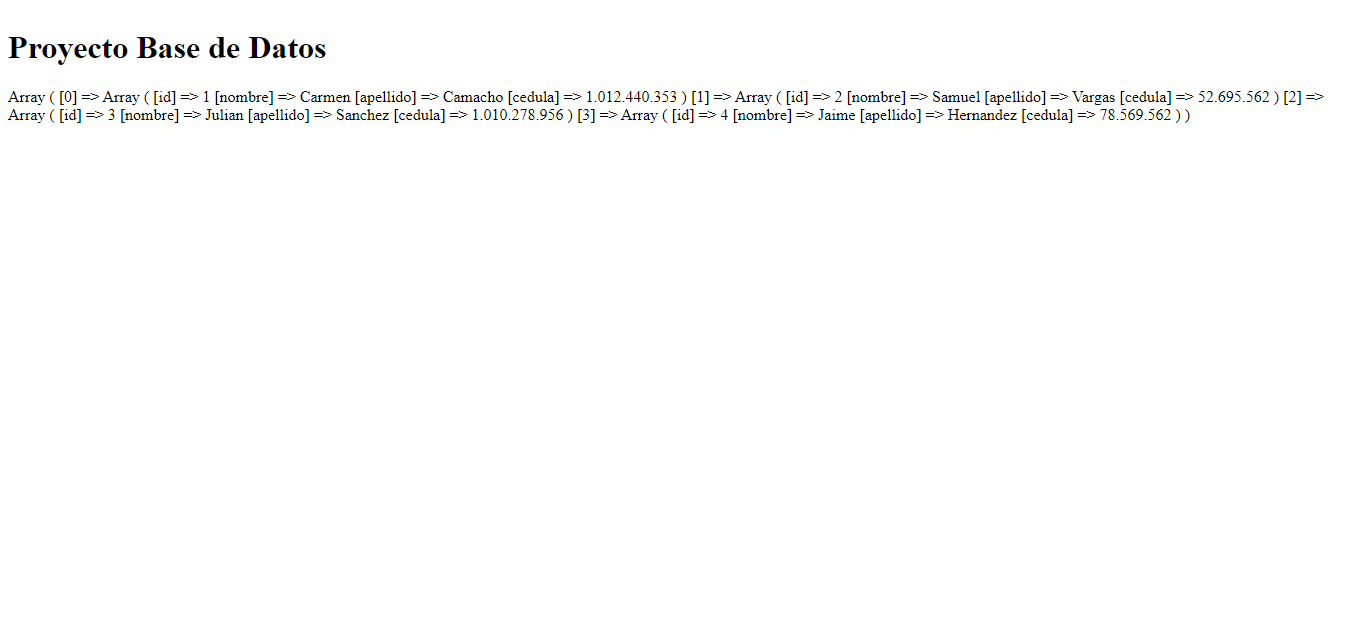 Proyecto Base de Datos
Array ( [0] => Array ( [id] => 1 [nombre] => Carmen [apellido] => Camacho [cedula] => 1.012.440.353 ) [1] => Array ( [id] => 2 [nombre] => Samuel [apellido] => Vargas [cedula] => 52.695.562 ) [2] =>
Array ( [id] => 3 [nombre] => Julian [apellido] => Sanchez [cedula] => 1.010.278.956 ) [3] => Array ( [id] => 4 [nombre] => Jaime [apellido] => Hernandez [cedula] => 78.569.562 ) )